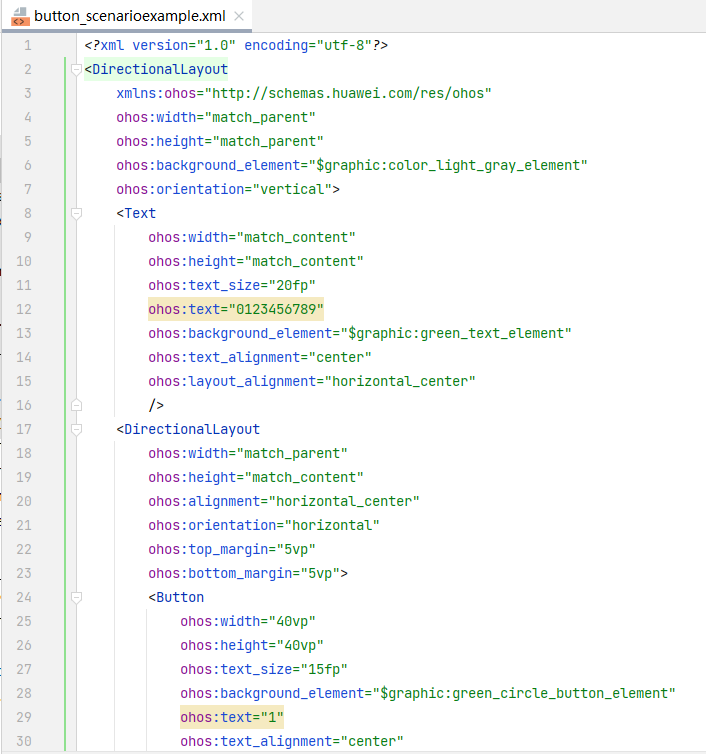 button_scenarioexample.xml
1 <?xml version="1.0" encoding="utf-8"?>
2 <DirectionalLayout
3 xmlns:ohos="http://schemas.huawei.com/res/ohos"
4 ohos:width="match_parent"
5 ohos:height="match_parent"
6 ohos:background_element="$graphic:color_light_gray_element"
7 ohos:orientation="vertical">
8 <Text
9 ohos:width="match_content"
10 ohos:height="match_content"
11 ohos:text_size="20fp"
12 ohos:text="0123456789"
13 ohos:background_element="$graphic:green_text_element"
14 ohos:text_alignment="center"
15 ohos:layout_alignment="horizontal_center"
16 />
17 <DirectionalLayout
18 ohos:width="match_parent"
19 ohos:height="match_content"
20 ohos:alignment="horizontal_center"
21 ohos:orientation="horizontal"
22 ohos:top_margin="5vp"
23 ohos:bottom_margin="5vp">
24 <Button
25 ohos:width="40vp"
26 ohos:height="40vp"
27 ohos:text_size="15fp"
28 ohos:background_element="$graphic:green_circle_button_element"
29 ohos:text="1"
30 ohos:text_alignment="center"